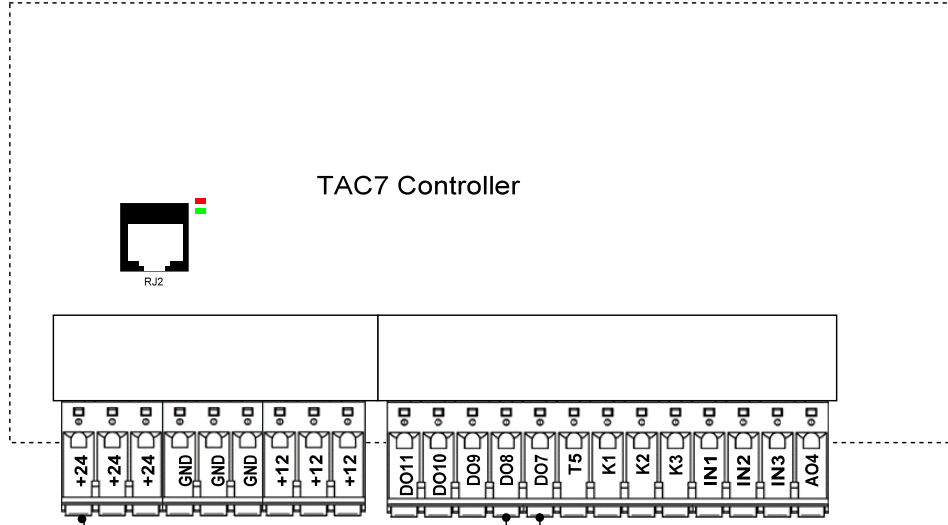 TAC7 Controller
RJ2
+24 +24 +24 GND GND GND +12 +12 +12 DO11 DO10 DO9 DO8 DO7 T5 K1 K2 K3 IN1 IN2 IN3 AO4